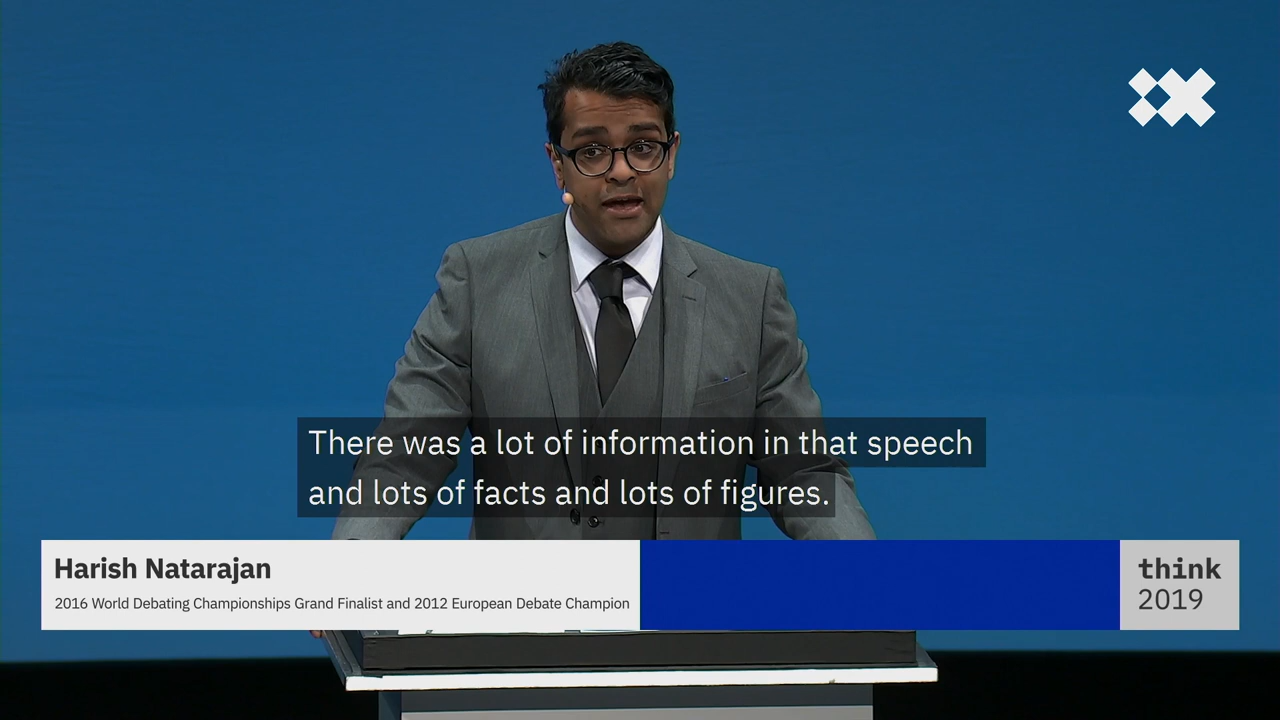 There was a lot of information in that speech
and lots of facts and lots of figures.
Harish Natarajan
2016 World Debating Championships Grand Finalist and 2012 European Debate Champion
think
2019